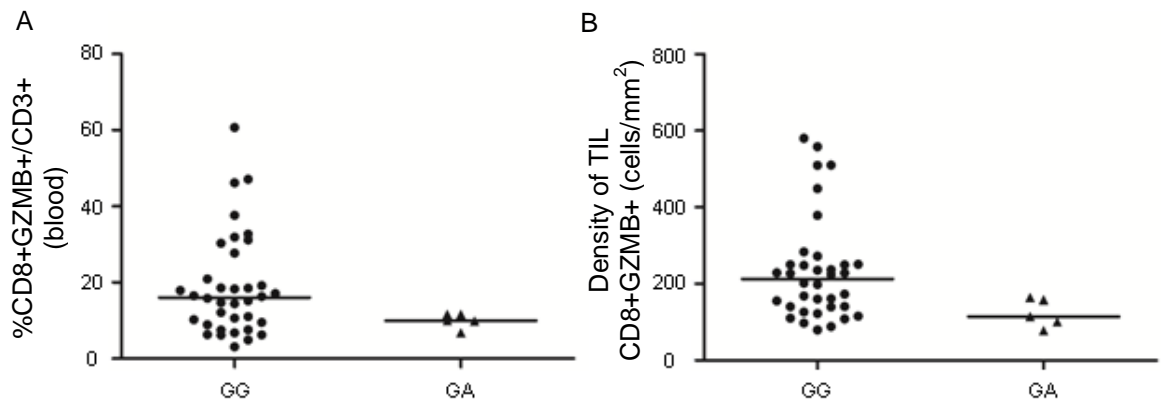 A
%CD8+GZMB+/CD3+
(blood)
80
60
40
20
0
GG
GA
B
Density of TIL
CD8+GZMB+ (cells/mm²)
800
600
400
200
0
GG
GA